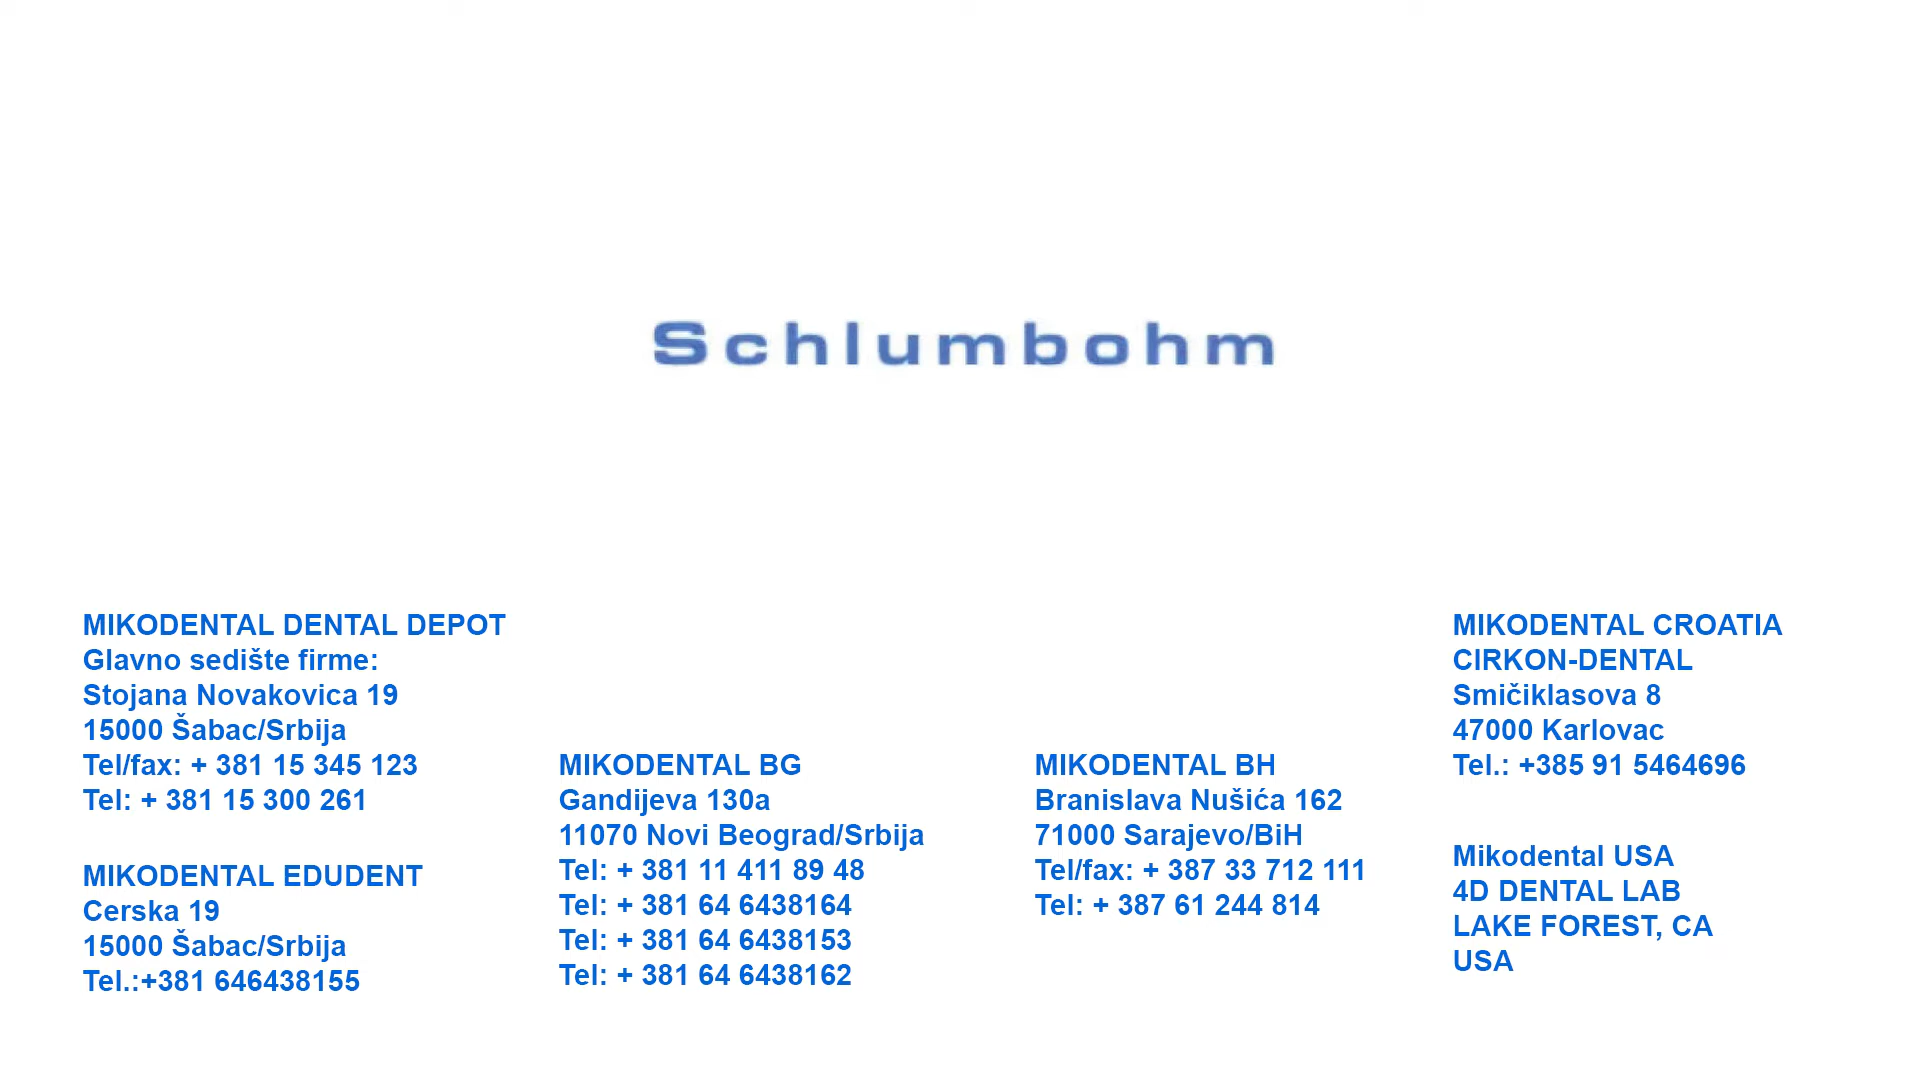 Schlumbohm
MIKODENTAL DENTAL DEPOT
Glavno sedište firme:
Stojana Novakovica 19
15000 Šabac/Srbija
Tel/fax: + 381 15 345 123
Tel: + 381 15 300 261
MIKODENTAL EDUDENT
Cerska 19
15000 Šabac/Srbija
Tel.:+381 646438155
MIKODENTAL BG
Gandijeva 130a
11070 Novi Beograd/Srbija
Tel: + 381 11 411 89 48
Tel: + 381 64 6438164
Tel: + 381 64 6438153
Tel: + 381 64 6438162
MIKODENTAL BH
Branislava Nušića 162
71000 Sarajevo/BiH
Tel/fax: + 387 33 712 111
Tel: + 387 61 244 814
MIKODENTAL CROATIA
CIRKON-DENTAL
Smičiklasova 8
47000 Karlovac
Tel.: +385 91 5464696
Mikodental USA
4D DENTAL LAB
LAKE FOREST, CA
USA